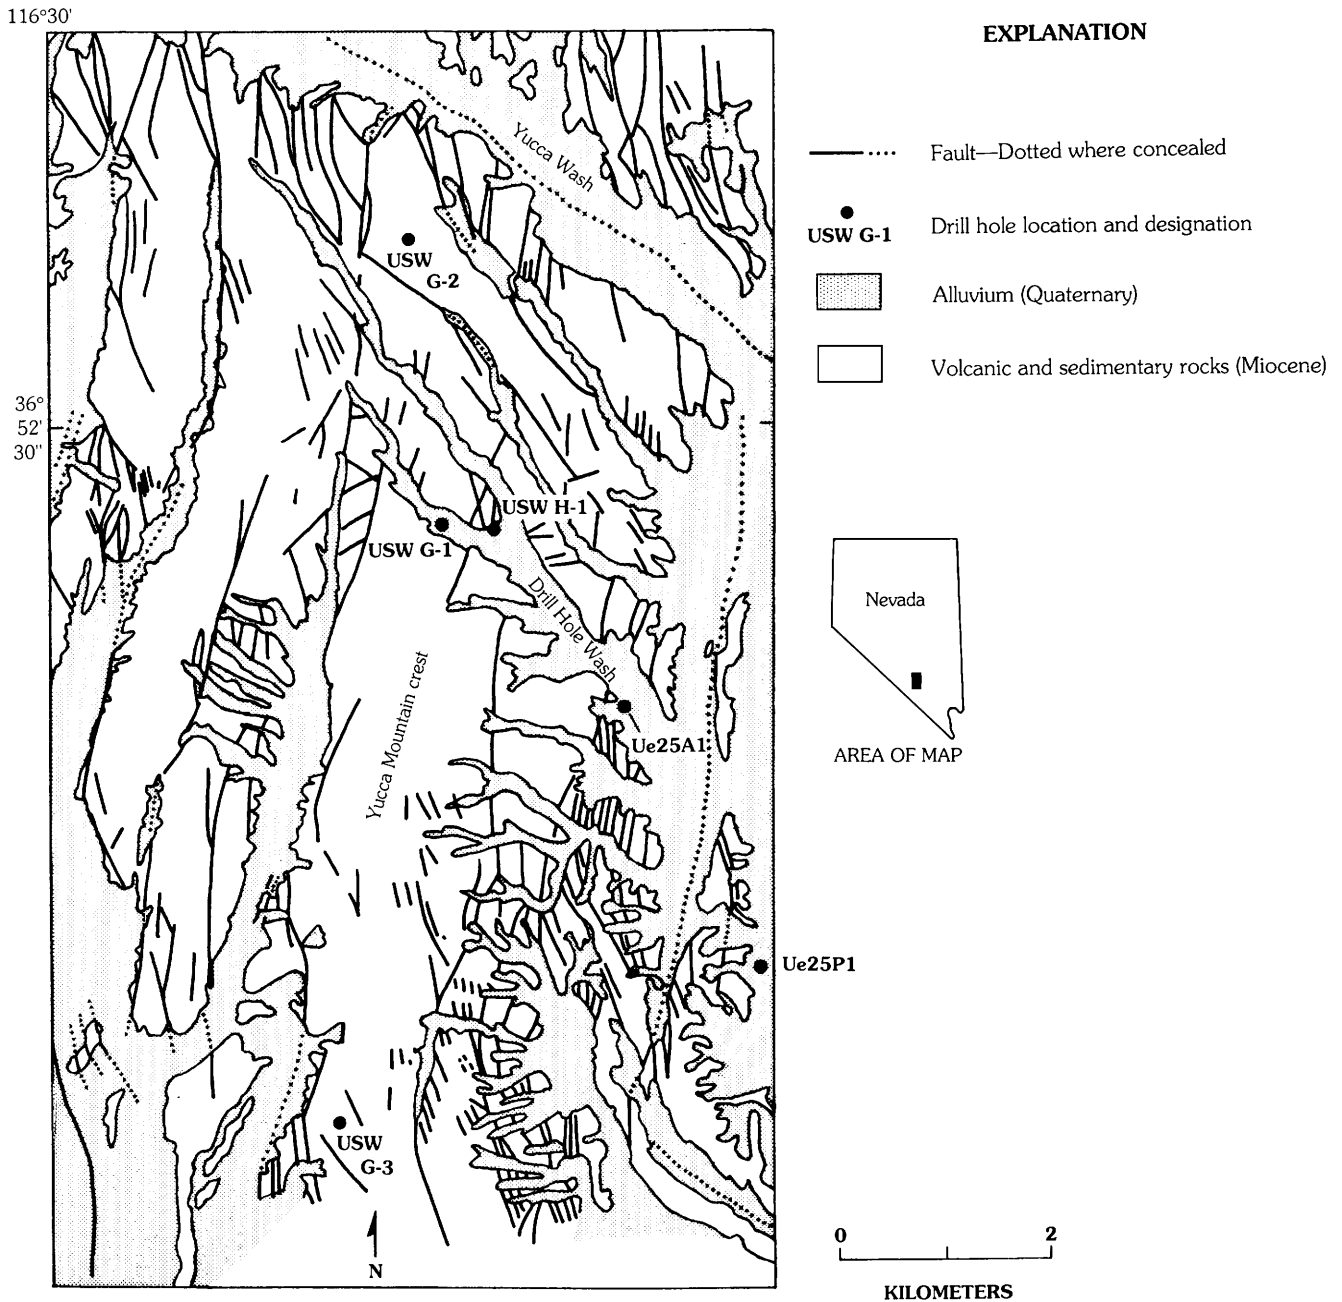 116°30'
EXPLANATION
Fault—Dotted where concealed
USW G-1
Drill hole location and designation
Alluvium (Quaternary)
Volcanic and sedimentary rocks (Miocene)
Yucca Wash
USW
G-2
36°
52'
30"
USW H-1
USW G-1
Drill Hole Wash
Nevada
AREA OF MAP
Yucca Mountain crest
Ue25A1
Ue25P1
USW
G-3
N
0 2
KILOMETERS